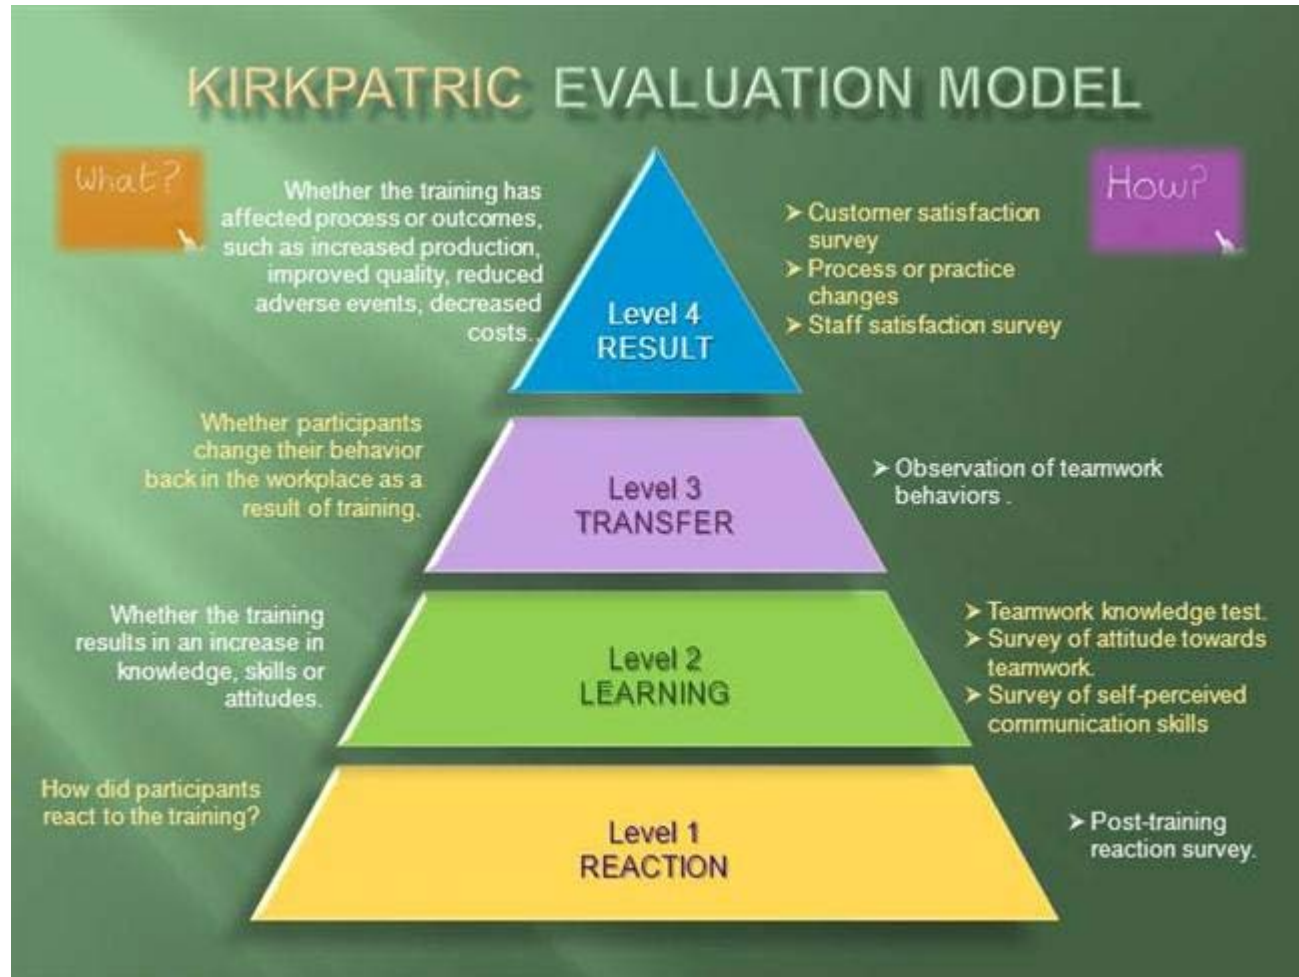 KIRKPATRIC EVALUATION MODEL
What?
Whether the training has
affected process or outcomes,
such as increased production,
improved quality, reduced
adverse events, decreased
costs..
Level 4
RESULT
How?
➤ Customer satisfaction
survey
➤ Process or practice
changes
➤ Staff satisfaction survey
Whether participants
change their behavior
back in the workplace as a
result of training.
Level 3
TRANSFER
➤ Observation of teamwork
behaviors .
Whether the training
results in an increase in
knowledge, skills or
attitudes.
Level 2
LEARNING
➤ Teamwork knowledge test.
➤ Survey of attitude towards
teamwork.
➤ Survey of self-perceived
communication skills
How did participants
react to the training?
Level 1
REACTION
➤ Post-training
reaction survey.